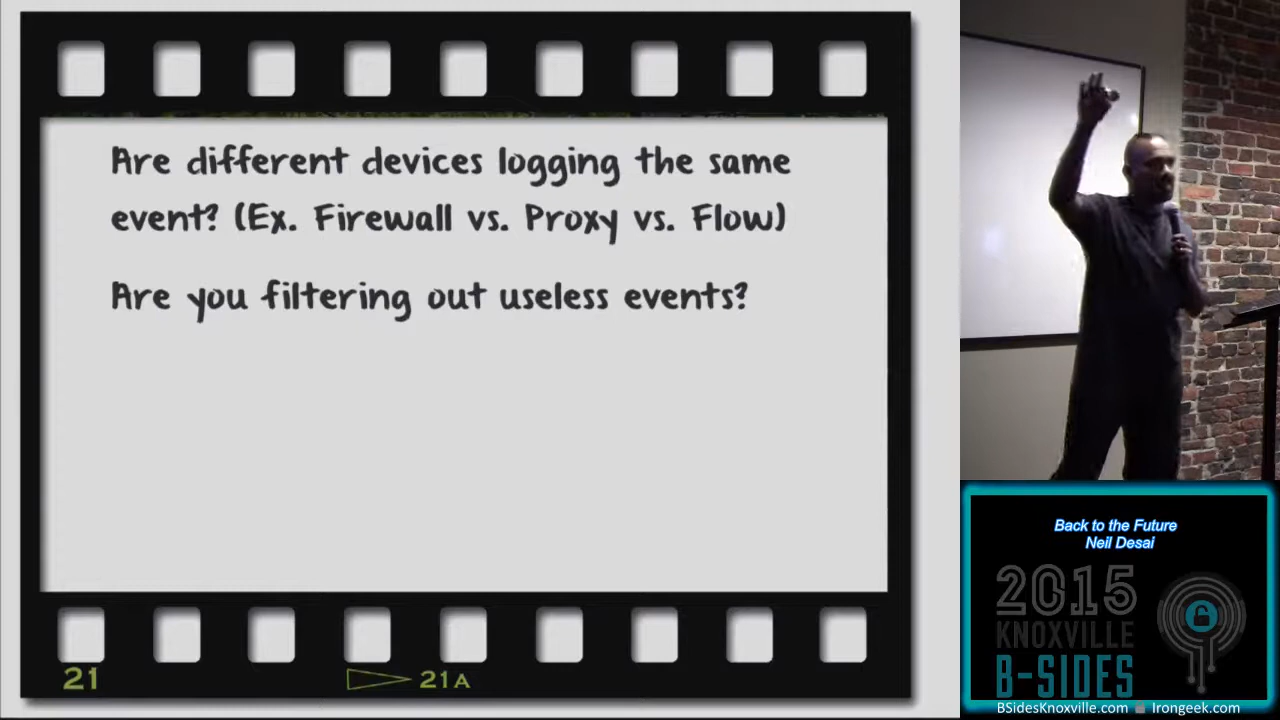 Are different devices logging the same
event? (Ex. Firewall vs. Proxy vs. Flow)
Are you filtering out useless events?
21
21A
Back to the Future
Neil Desai
2015
KNOXVILLE
B-SIDES
BSidesKnoxville.com Irongeek.com